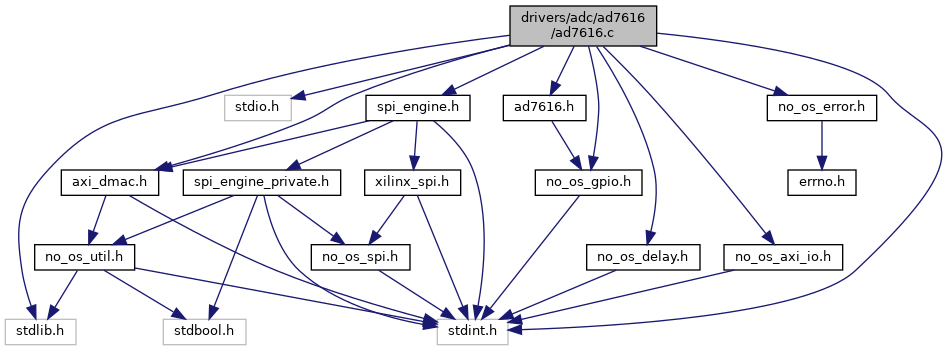 drivers/adc/ad7616
/ad7616.c
stdio.h
spi_engine.h
ad7616.h
no_os_error.h
axi_dmac.h
spi_engine_private.h
xilinx_spi.h
no_os_gpio.h
errno.h
no_os_util.h
no_os_spi.h
no_os_delay.h
no_os_axi_io.h
stdlib.h
stdbool.h
stdint.h